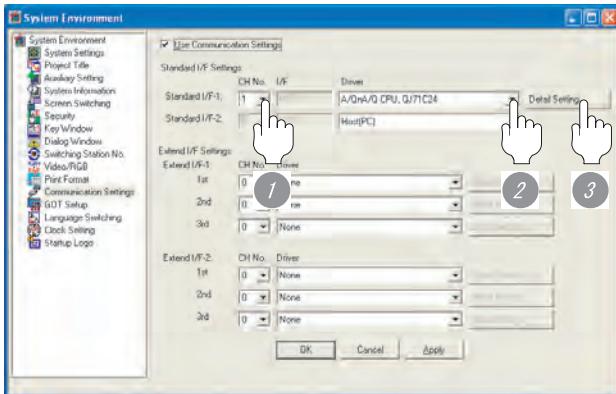 System Environment
System Environment
System Settings
Project Title
Auxiliary Setting
System Information
Screen Switching
Security
Key Window
Dialog Window
Switching Station No.
Video/RGB
Print Format
Communication Settings
GOT Setup
Language Switching
Clock Setting
Startup Logo
Use Communication Settings
Standard I/F Settings
CH No. I/F Driver
Standard I/F-1: 1 A/QnA/Q CPU, QJ71C24 Detail Setting...
Standard I/F-2: Host(PC)
1 2 3
Extend I/F Settings
Extend I/F-1: CH No. Driver
1st 0
2nd 0
3rd 0 None
Extend I/F-2: CH No. Driver
1st 0 None
2nd 0 None
3rd 0 None
OK Cancel Apply